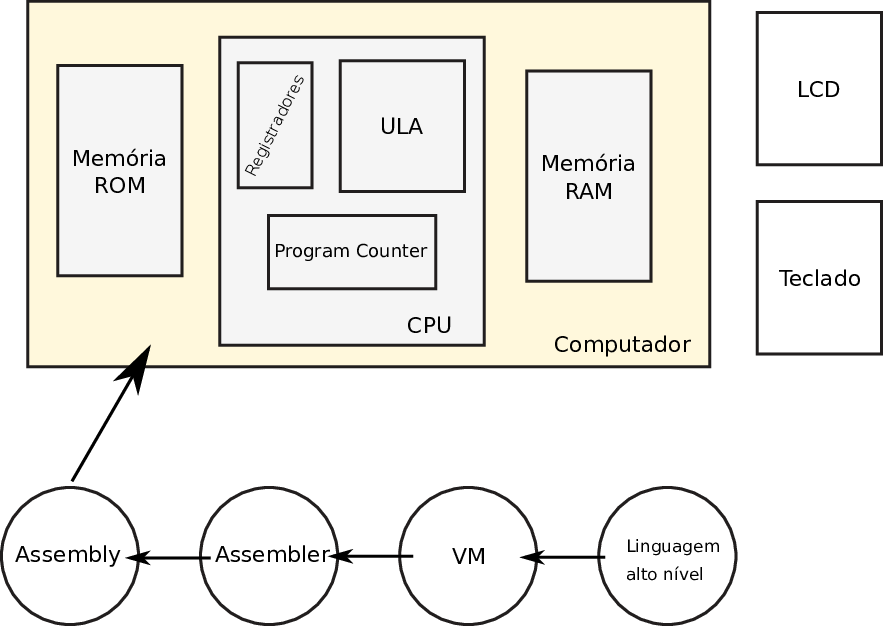 Memória
ROM
Registradores
ULA
Program Counter
CPU
Memória
RAM
Computador
LCD
Teclado
Assembly
Assembler
VM
Linguagem
alto nível